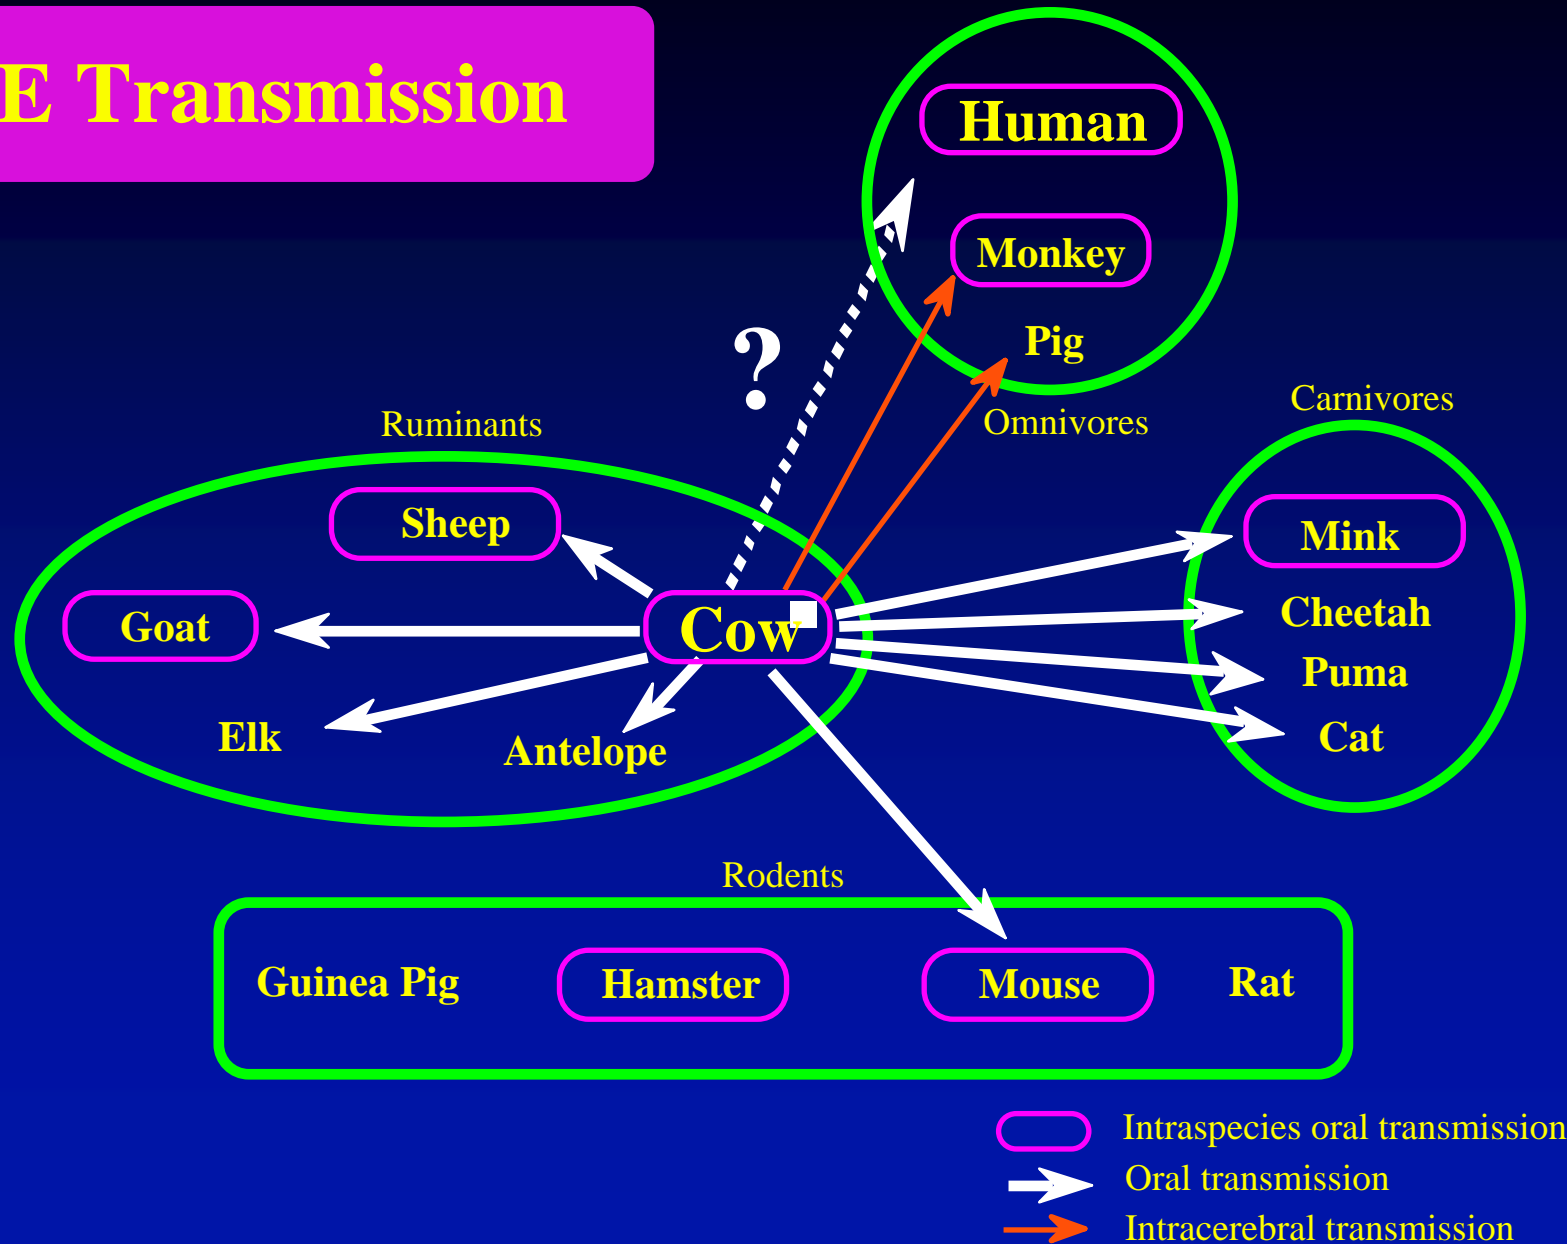 E Transmission
Human
Monkey
Pig
Omnivores
?
Ruminants
Sheep
Goat
Cow
Elk
Antelope
Carnivores
Mink
Cheetah
Puma
Cat
Rodents
Guinea Pig
Hamster
Mouse
Rat
Intraspecies oral transmission
Oral transmission
Intracerebral transmission